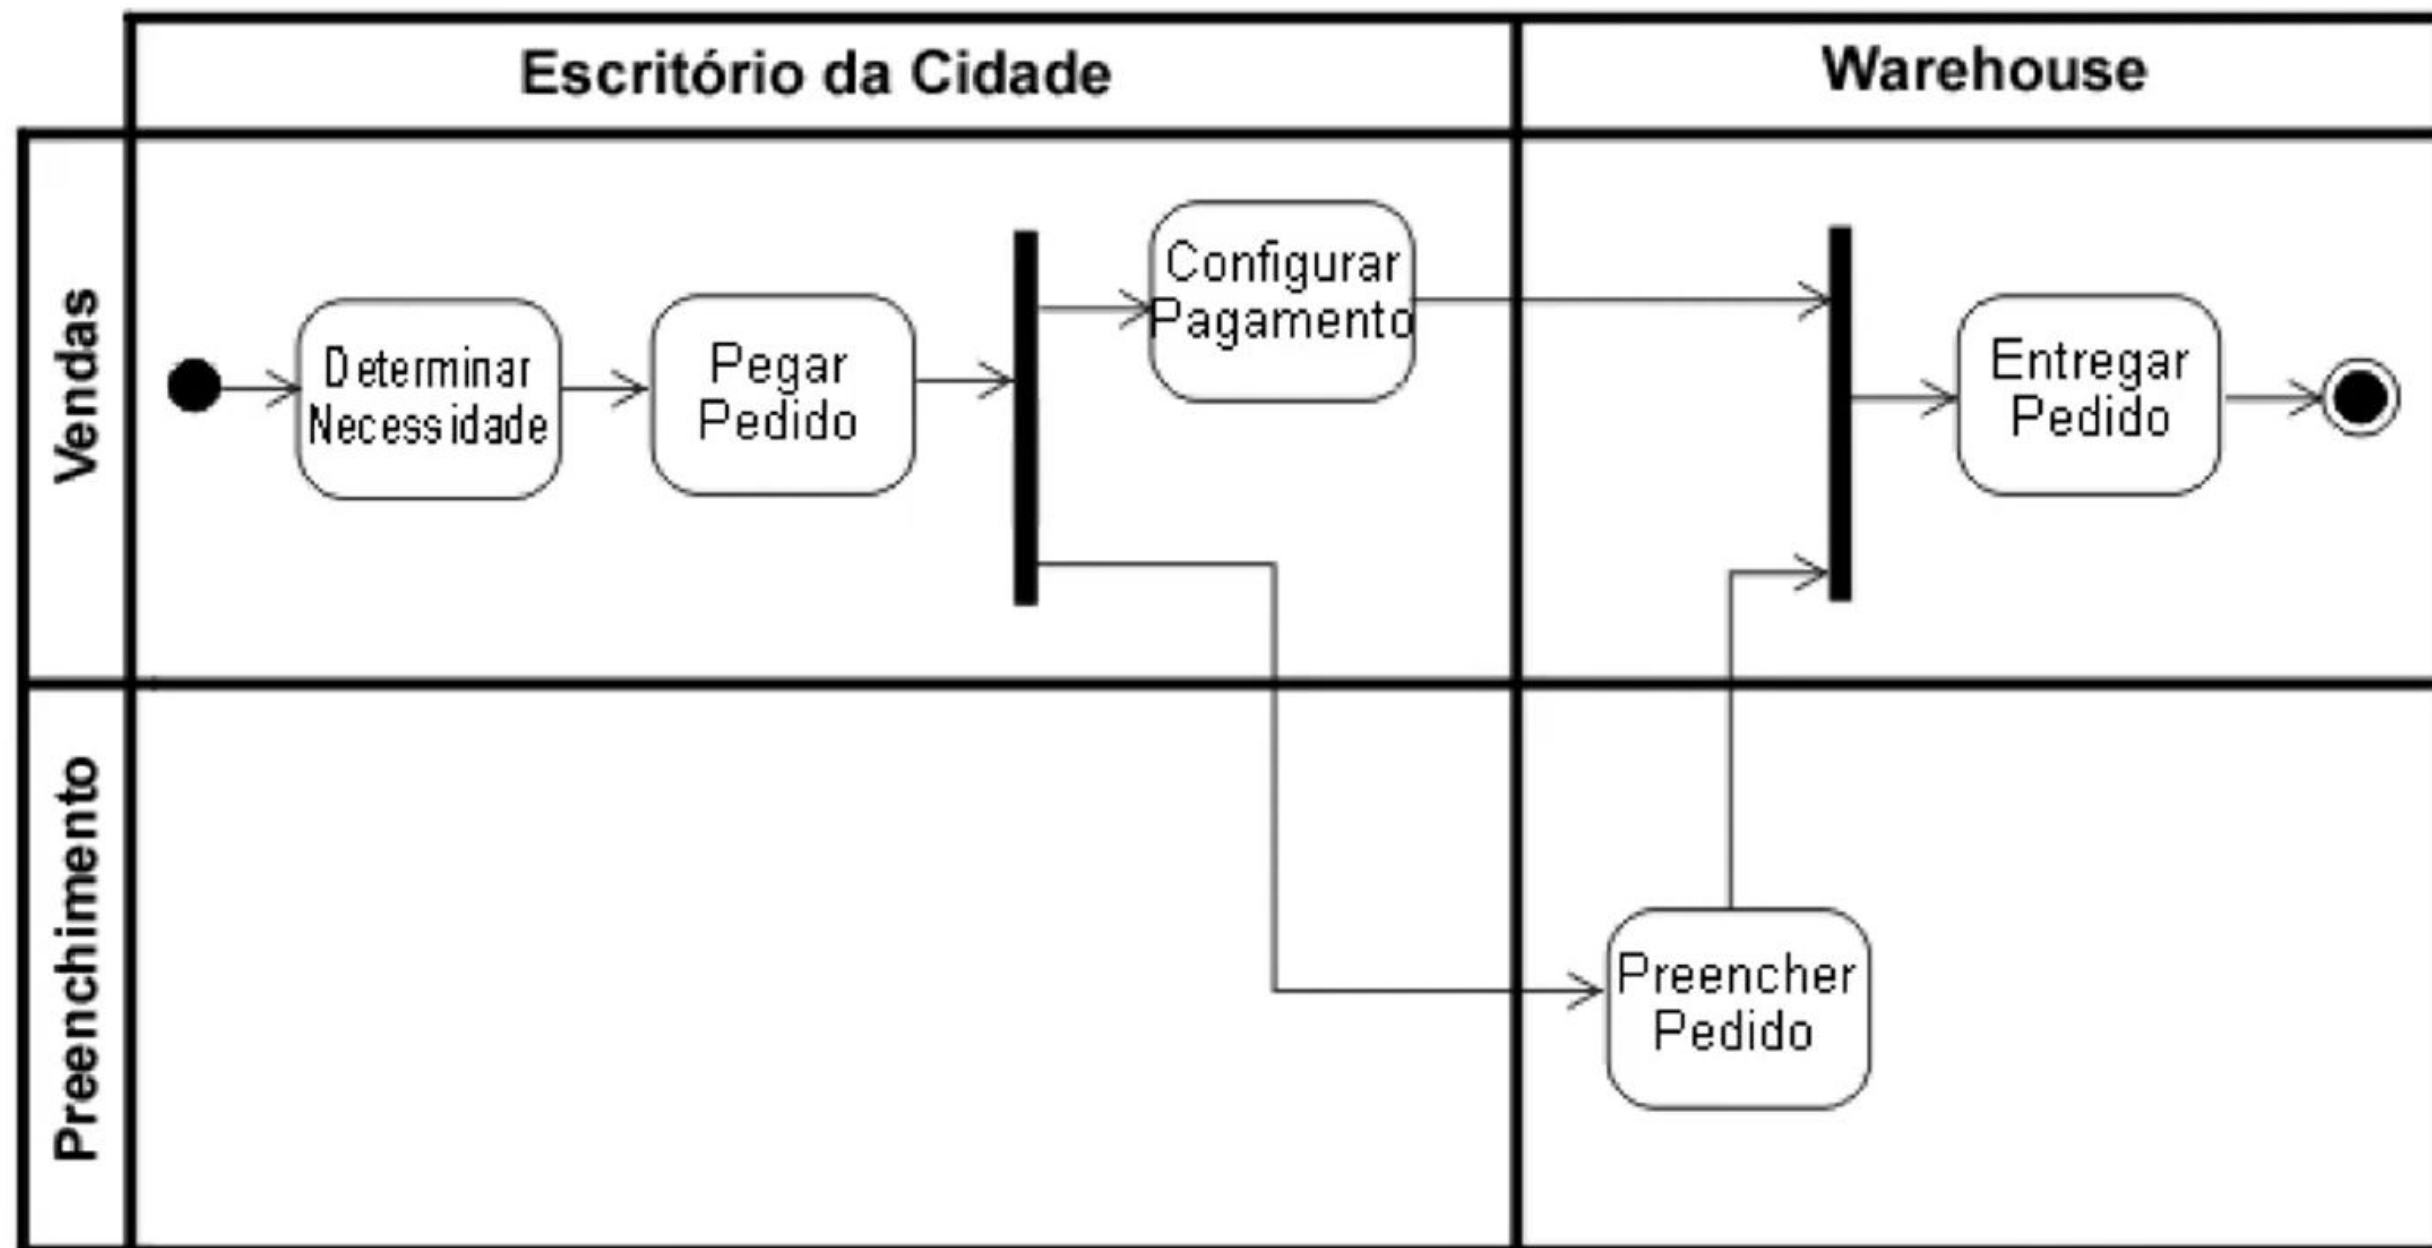 Escritório da Cidade
Warehouse
Vendas
Determinar
Necessidade
Pegar
Pedido
Configurar
Pagamento
Entregar
Pedido
Preenchimento
Preencher
Pedido